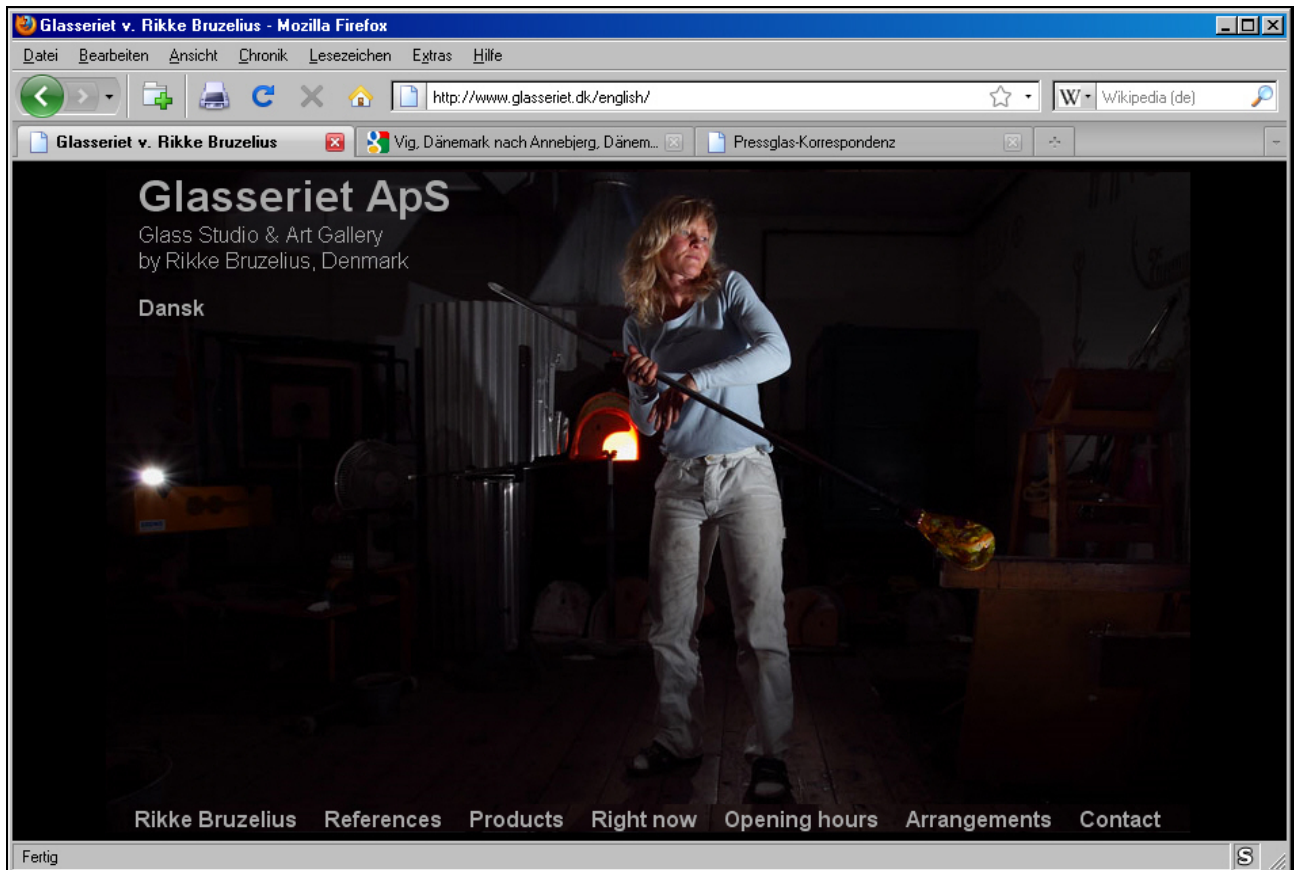 Glasseriet v. Rikke Bruzelius - Mozilla Firefox
Datei Bearbeiten Ansicht Chronik Lesezeichen Extras Hilfe
http://www.glasseriet.dk/english/ W Wikipedia (de)
Glasseriet v. Rikke Bruzelius Vig, Dänemark nach Annebjerg, Dänem... Pressglas-Korrespondenz
Glasseriet ApS
Glass Studio & Art Gallery
by Rikke Bruzelius, Denmark
Dansk
Rikke Bruzelius References Products Right now Opening hours Arrangements Contact
Fertig S